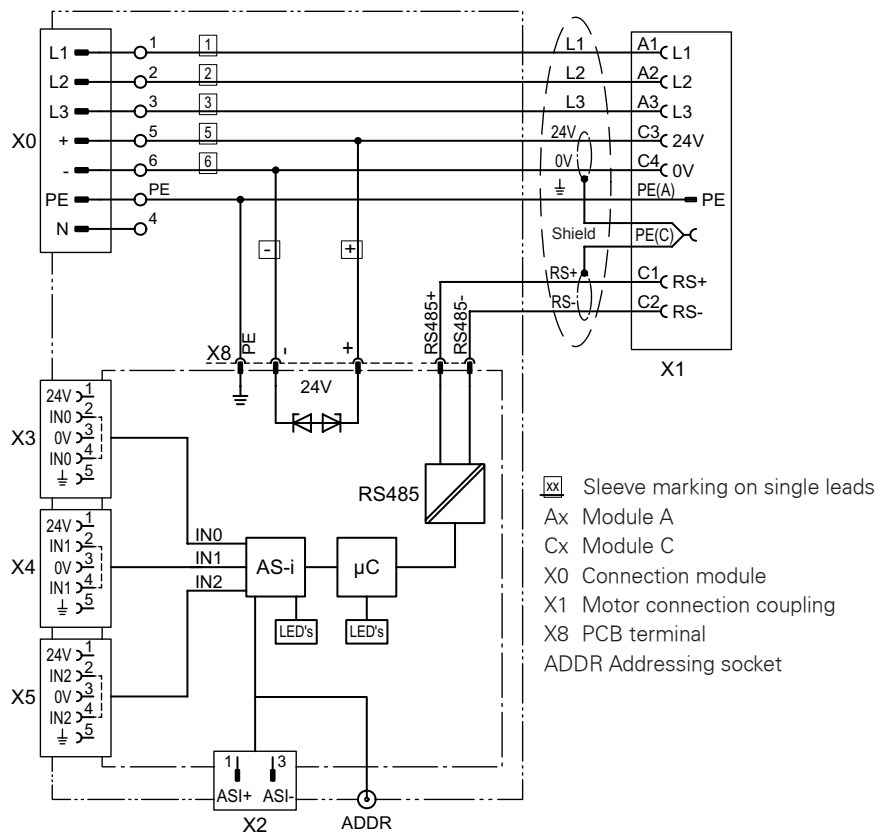 L1 1 1 L1 A1 L1
L2 2 2 L2 A2 L2
L3 3 3 L3 A3 L3
X0 + 5 5 24V C3 24V
- 6 6 0V C4 0V
PE PE PE(A) PE
N 4 Shield PE(C)
- +
RS+ C1 RS+
RS- C2 RS-
X1
X8 PE - + RS485+ RS485-
24V
X3
24V 1
IN0 2
0V 3
IN0 4
5
RS485
X4
24V 1
IN1 2
0V 3
IN1 4
5
IN0
IN1
IN2
AS-i
µC
LED's
LED's
X5
24V 1
IN2 2
0V 3
IN2 4
5
1 3
ASI+ ASI-
X2
ADDR
xx Sleeve marking on single leads
Ax Module A
Cx Module C
X0 Connection module
X1 Motor connection coupling
X8 PCB terminal
ADDR Addressing socket